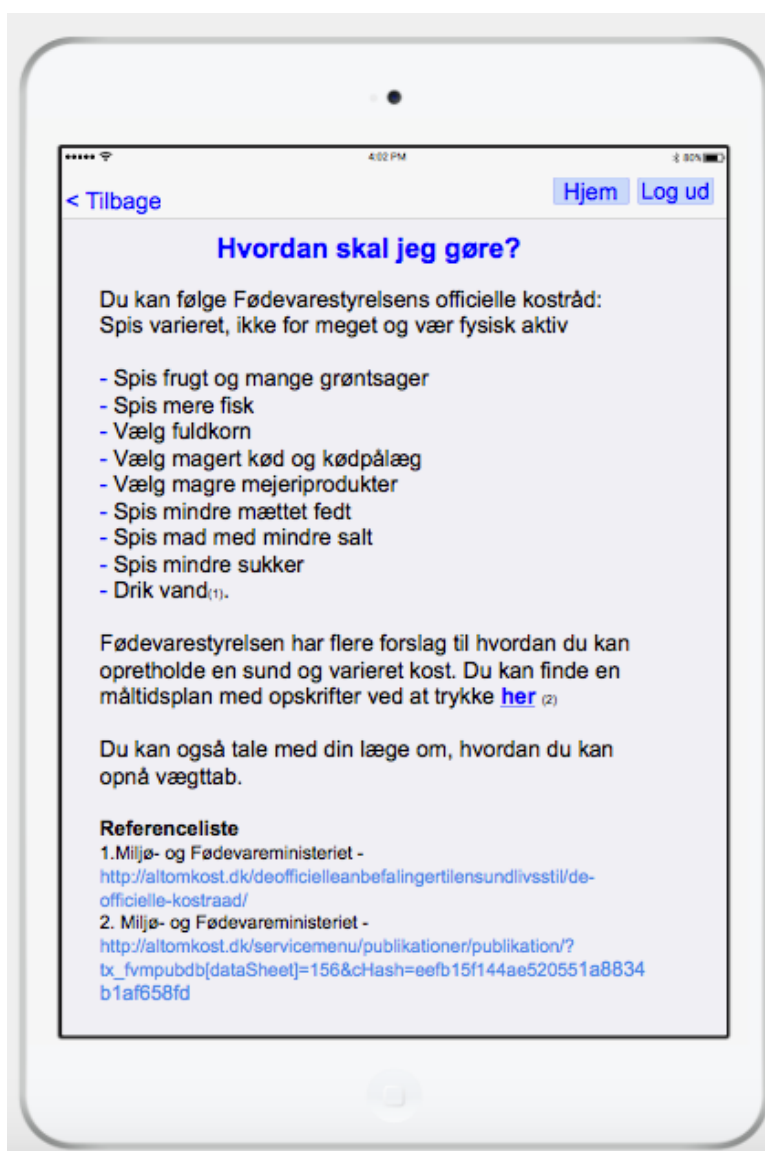 4:02 PM
80%
< Tilbage
Hjem
Log ud
Hvordan skal jeg gøre?
Du kan følge Fødevarestyrelsens officielle kostråd:
Spis varieret, ikke for meget og vær fysisk aktiv
- Spis frugt og mange grøntsager
- Spis mere fisk
- Vælg fuldkorn
- Vælg magert kød og kødpålæg
- Vælg magre mejeriprodukter
- Spis mindre mættet fedt
- Spis mad med mindre salt
- Spis mindre sukker
- Drik vand(1).
Fødevarestyrelsen har flere forslag til hvordan du kan
opretholde en sund og varieret kost. Du kan finde en
måltidsplan med opskrifter ved at trykke her (2)
Du kan også tale med din læge om, hvordan du kan
opnå vægttab.
Referenceliste
1.Miljø- og Fødevareministeriet -
http://altomkost.dk/deofficielleanbefalingertilensundlivsstil/de-
officielle-kostraad/
2. Miljø- og Fødevareministeriet -
http://altomkost.dk/servicemenu/publikationer/publikation/?
tx_fvmpubdb[dataSheet]=156&cHash=eefb15f144ae520551a8834
b1af658fd